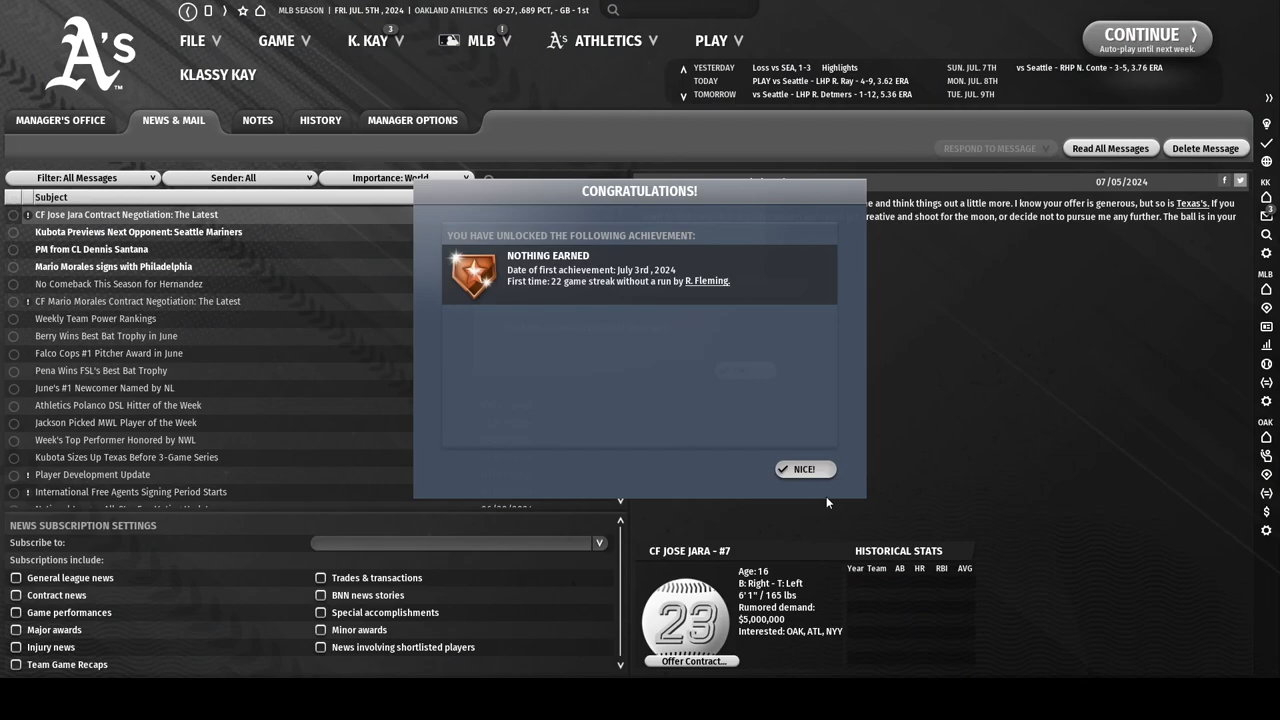 MLB SEASON | FRI. JUL. 5TH , 2024 | OAKLAND ATHLETICS 60-27, .689 PCT, - GB - 1st
A's
FILE GAME K. KAY 3 MLB ! ATHLETICS PLAY
CONTINUE
Auto-play until next week.
KLASSY KAY
YESTERDAY Loss vs SEA, 1-3 Highlights SUN. JUL. 7TH vs Seattle - RHP N. Conte - 3-5, 3.76 ERA
TODAY PLAY vs Seattle - LHP R. Ray - 4-9, 3.62 ERA MON. JUL. 8TH
TOMORROW vs Seattle - LHP R. Detmers - 1-12, 5.36 ERA TUE. JUL. 9TH
MANAGER'S OFFICE NEWS & MAIL NOTES HISTORY MANAGER OPTIONS
RESPOND TO MESSAGE Read All Messages Delete Message
Filter: All Messages Sender: All Importance: World
07/05/2024
Subject
e and think things out a little more. I know your offer is generous, but so is Texas's. If you
reative and shoot for the moon, or decide not to pursue me any further. The ball is in your
! CF Jose Jara Contract Negotiation: The Latest
Kubota Previews Next Opponent: Seattle Mariners
PM from CL Dennis Santana
Mario Morales signs with Philadelphia
No Comeback This Season for Hernandez
! CF Mario Morales Contract Negotiation: The Latest
Weekly Team Power Rankings
Berry Wins Best Bat Trophy in June
Falco Cops #1 Pitcher Award in June
Pena Wins FSL's Best Bat Trophy
June's #1 Newcomer Named by NL
Athletics Polanco DSL Hitter of the Week
Jackson Picked MWL Player of the Week
Week's Top Performer Honored by NWL
Kubota Sizes Up Texas Before 3-Game Series
! Player Development Update
! International Free Agents Signing Period Starts
CONGRATULATIONS!
YOU HAVE UNLOCKED THE FOLLOWING ACHIEVEMENT:
NOTHING EARNED
Date of first achievement: July 3rd , 2024
First time: 22 game streak without a run by R. Fleming.
NICE!
NEWS SUBSCRIPTION SETTINGS
Subscribe to:
Subscriptions include:
General league news Trades & transactions
Contract news BNN news stories
Game performances Special accomplishments
Major awards Minor awards
Injury news News involving shortlisted players
Team Game Recaps
CF JOSE JARA - #7
Age: 16
B: Right - T: Left
6' 1" / 165 lbs
Rumored demand:
$5,000,000
Interested: OAK, ATL, NYY
23
Offer Contract...
HISTORICAL STATS
Year Team AB HR RBI AVG
KK
3
MLB
OAK